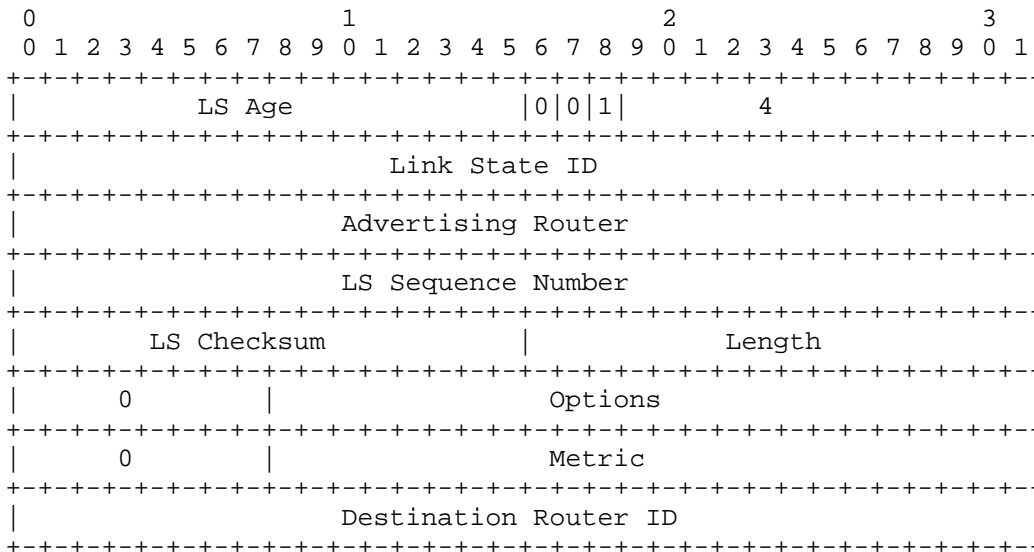 0                   1                   2                   3
0 1 2 3 4 5 6 7 8 9 0 1 2 3 4 5 6 7 8 9 0 1 2 3 4 5 6 7 8 9 0 1
+-+-+-+-+-+-+-+-+-+-+-+-+-+-+-+-+-+-+-+-+-+-+-+-+-+-+-+-+-+-+-+-
|           LS Age              |0|0|1|        4
+-+-+-+-+-+-+-+-+-+-+-+-+-+-+-+-+-+-+-+-+-+-+-+-+-+-+-+-+-+-+-+-
|                       Link State ID
+-+-+-+-+-+-+-+-+-+-+-+-+-+-+-+-+-+-+-+-+-+-+-+-+-+-+-+-+-+-+-+-
|                    Advertising Router
+-+-+-+-+-+-+-+-+-+-+-+-+-+-+-+-+-+-+-+-+-+-+-+-+-+-+-+-+-+-+-+-
|                    LS Sequence Number
+-+-+-+-+-+-+-+-+-+-+-+-+-+-+-+-+-+-+-+-+-+-+-+-+-+-+-+-+-+-+-+-
|        LS Checksum            |            Length
+-+-+-+-+-+-+-+-+-+-+-+-+-+-+-+-+-+-+-+-+-+-+-+-+-+-+-+-+-+-+-+-
|      0        |                 Options
+-+-+-+-+-+-+-+-+-+-+-+-+-+-+-+-+-+-+-+-+-+-+-+-+-+-+-+-+-+-+-+-
|      0        |                 Metric
+-+-+-+-+-+-+-+-+-+-+-+-+-+-+-+-+-+-+-+-+-+-+-+-+-+-+-+-+-+-+-+-
|                    Destination Router ID
+-+-+-+-+-+-+-+-+-+-+-+-+-+-+-+-+-+-+-+-+-+-+-+-+-+-+-+-+-+-+-+-